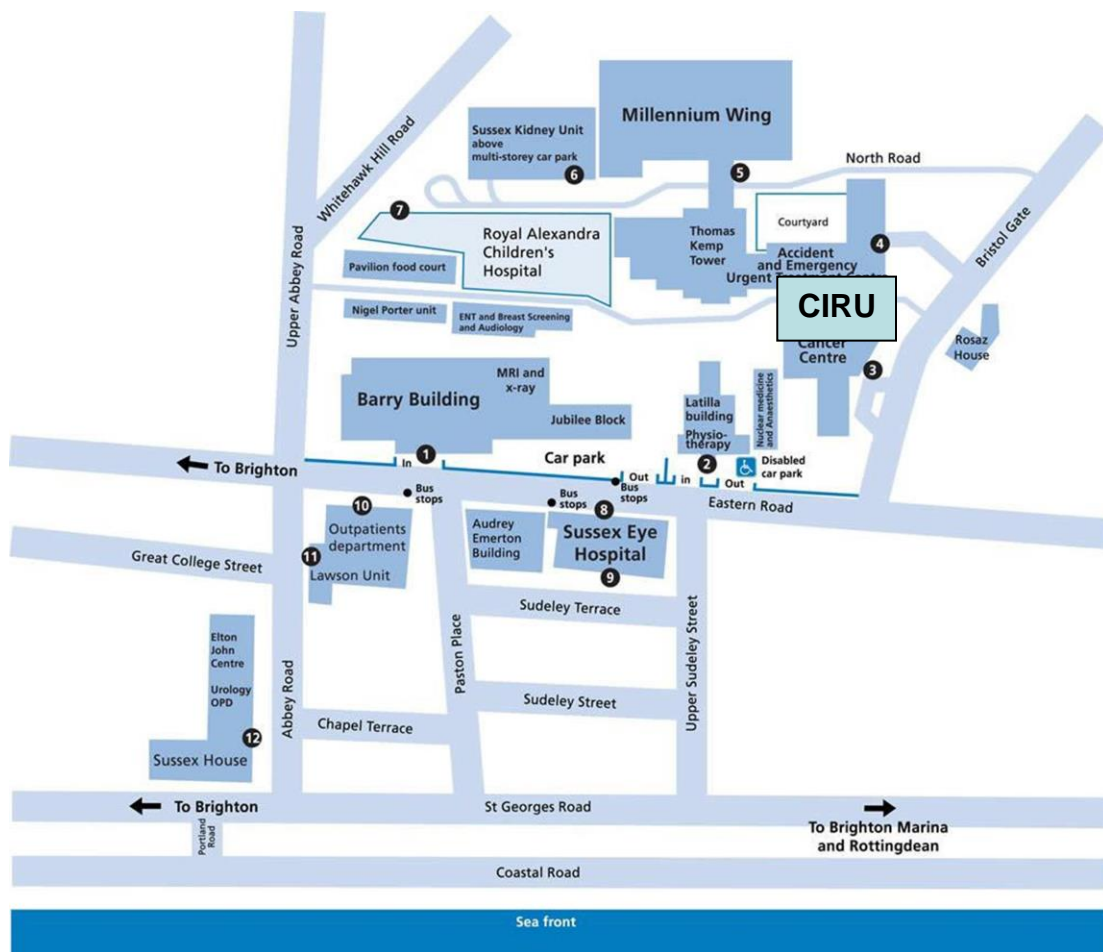 Millennium Wing
Sussex Kidney Unit
above
multi-storey car park
6
5
North Road
Whitehawk Hill Road
Upper Abbey Road
7
Royal Alexandra
Children's
Hospital
Thomas
Kemp
Tower
Courtyard
4
Accident
and Emergency
Bristol Gate
Pavilion food court
CIRU
Nigel Porter unit
ENT and Breast Screening
and Audiology
Cancer
Centre
Rosaz
House
3
MRI and
x-ray
Barry Building
Jubilee Block
Latilla
building
Physio-
therapy
Nuclear medicine
and Anaesthetics
To Brighton
In
1
Car park
Out
in
2
Out
Disabled
car park
Bus
stops
Bus
stops
Bus
stops
Eastern Road
10
Outpatients
department
8
Audrey
Emerton
Building
Sussex Eye
Hospital
Great College Street
11
Lawson Unit
9
Sudeley Terrace
Elton
John
Centre
Urology
OPD
Abbey Road
Paston Place
Upper Sudeley Street
Sudeley Street
Chapel Terrace
12
Sussex House
To Brighton
St Georges Road
Portland
Road
To Brighton Marina
and Rottingdean
Coastal Road
Sea front